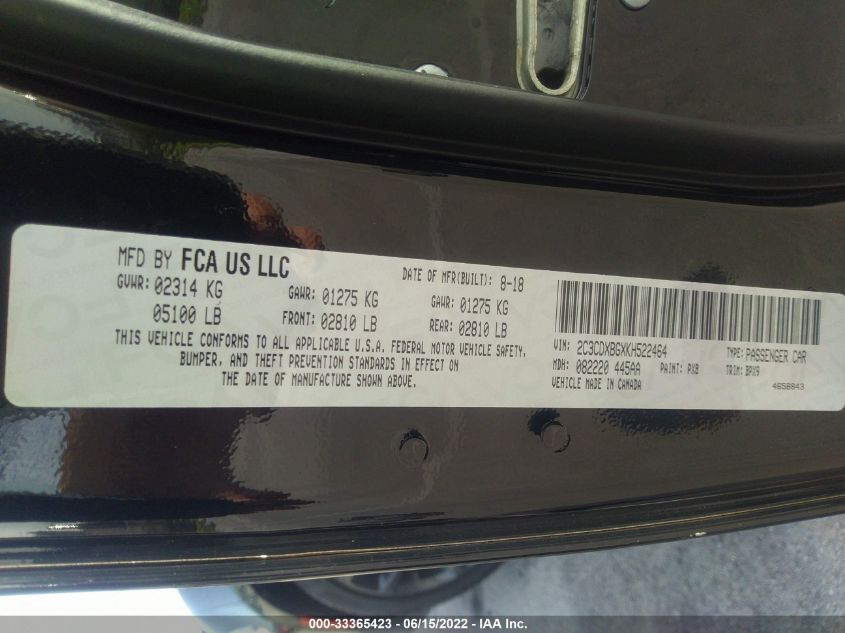 MFD BY FCA US LLC
DATE OF MFR(BUILT): 8-18
GVWR: 02314 KG GAWR: 01275 KG GAWR: 01275 KG
05100 LB FRONT: 02810 LB REAR: 02810 LB
THIS VEHICLE CONFORMS TO ALL APPLICABLE U.S.A. FEDERAL MOTOR VEHICLE SAFETY,
BUMPER, AND THEFT PREVENTION STANDARDS IN EFFECT ON
THE DATE OF MANUFACTURE SHOWN ABOVE.
VIN: 2C3CDXBGXKH522464 TYPE: PASSENGER CAR
MDH: 082220 445AA PAINT: PX8 TRIM: BPX9
VEHICLE MADE IN CANADA 4658843
000-33365423 - 06/15/2022 - IAA Inc.